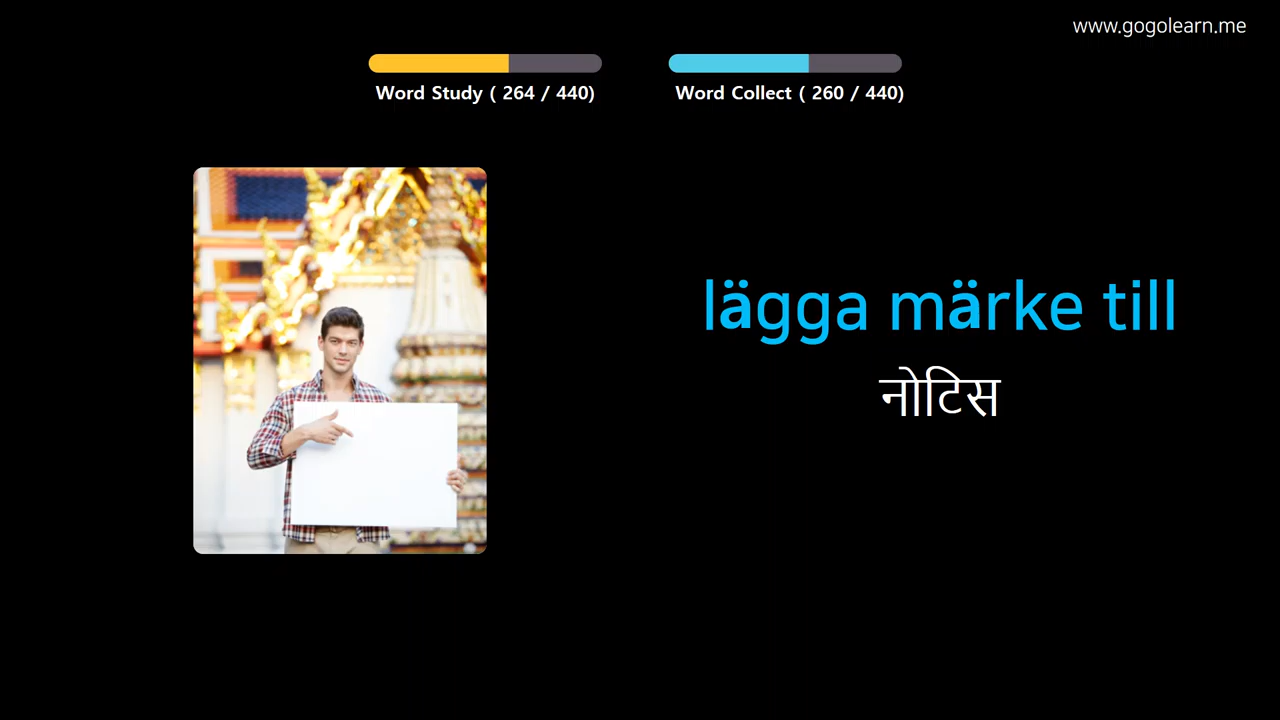 www.gogolearn.me
Word Study ( 264 / 440)
Word Collect ( 260 / 440)
lägga märke till
नोटिस